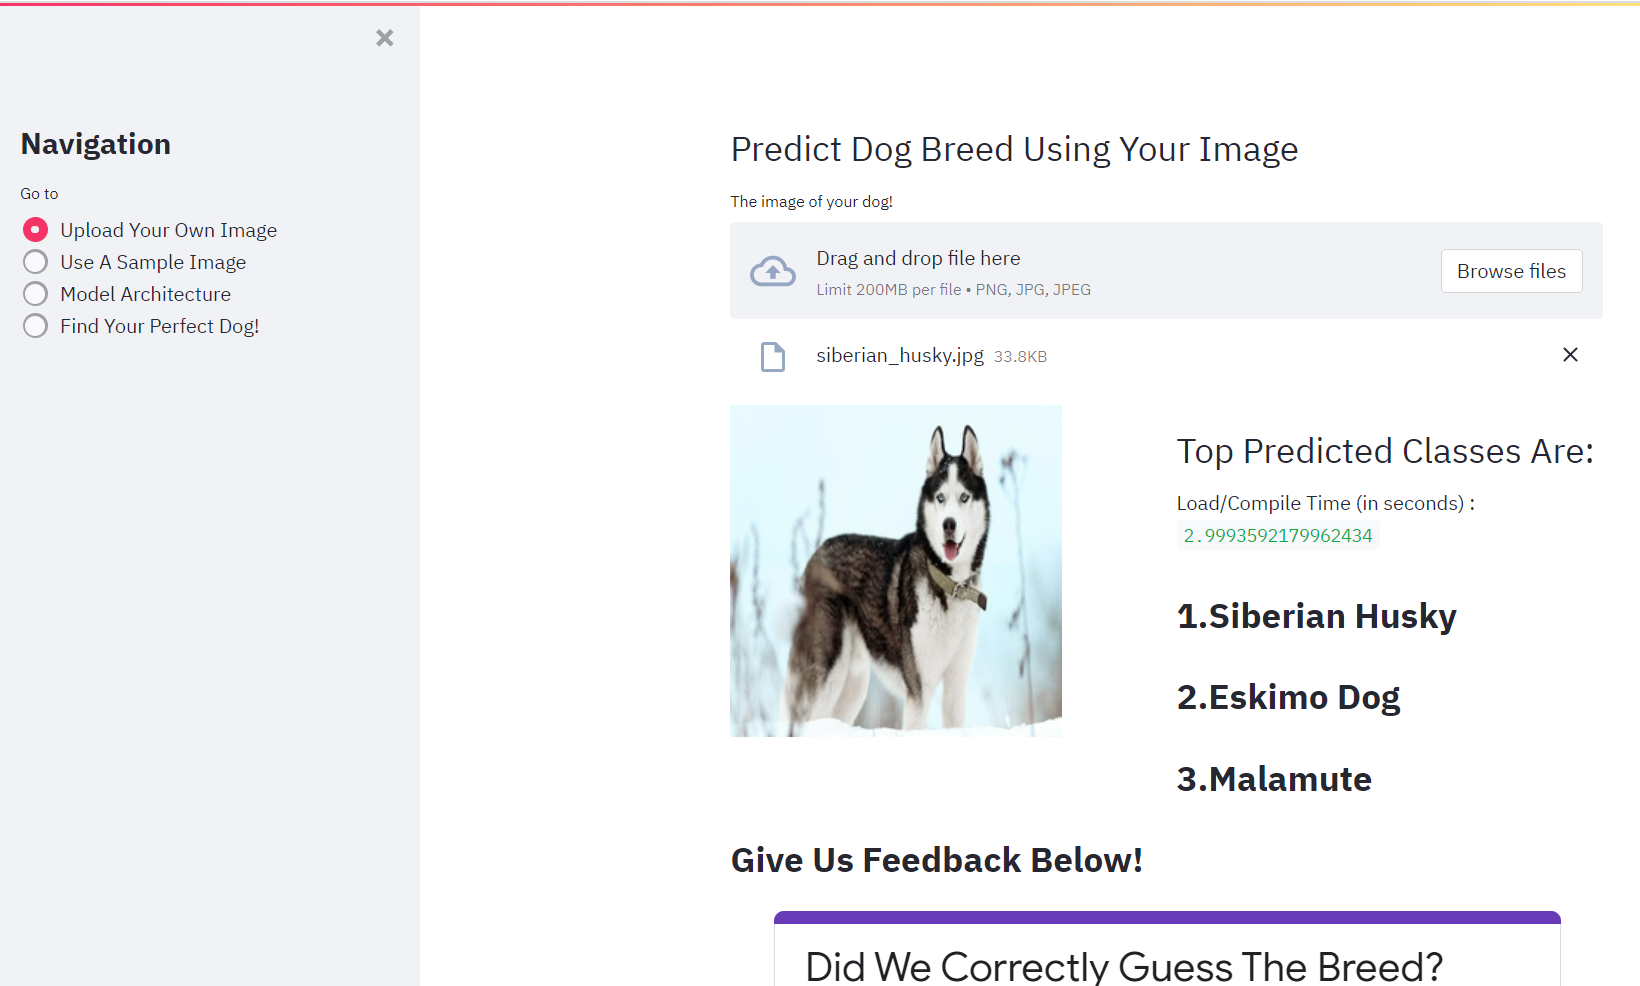 Navigation
Go to
Upload Your Own Image
Use A Sample Image
Model Architecture
Find Your Perfect Dog!
Predict Dog Breed Using Your Image
The image of your dog!
Drag and drop file here
Limit 200MB per file • PNG, JPG, JPEG
Browse files
siberian_husky.jpg 33.8KB
Top Predicted Classes Are:
Load/Compile Time (in seconds) :
2.9993592179962434
1.Siberian Husky
2.Eskimo Dog
3.Malamute
Give Us Feedback Below!
Did We Correctly Guess The Breed?